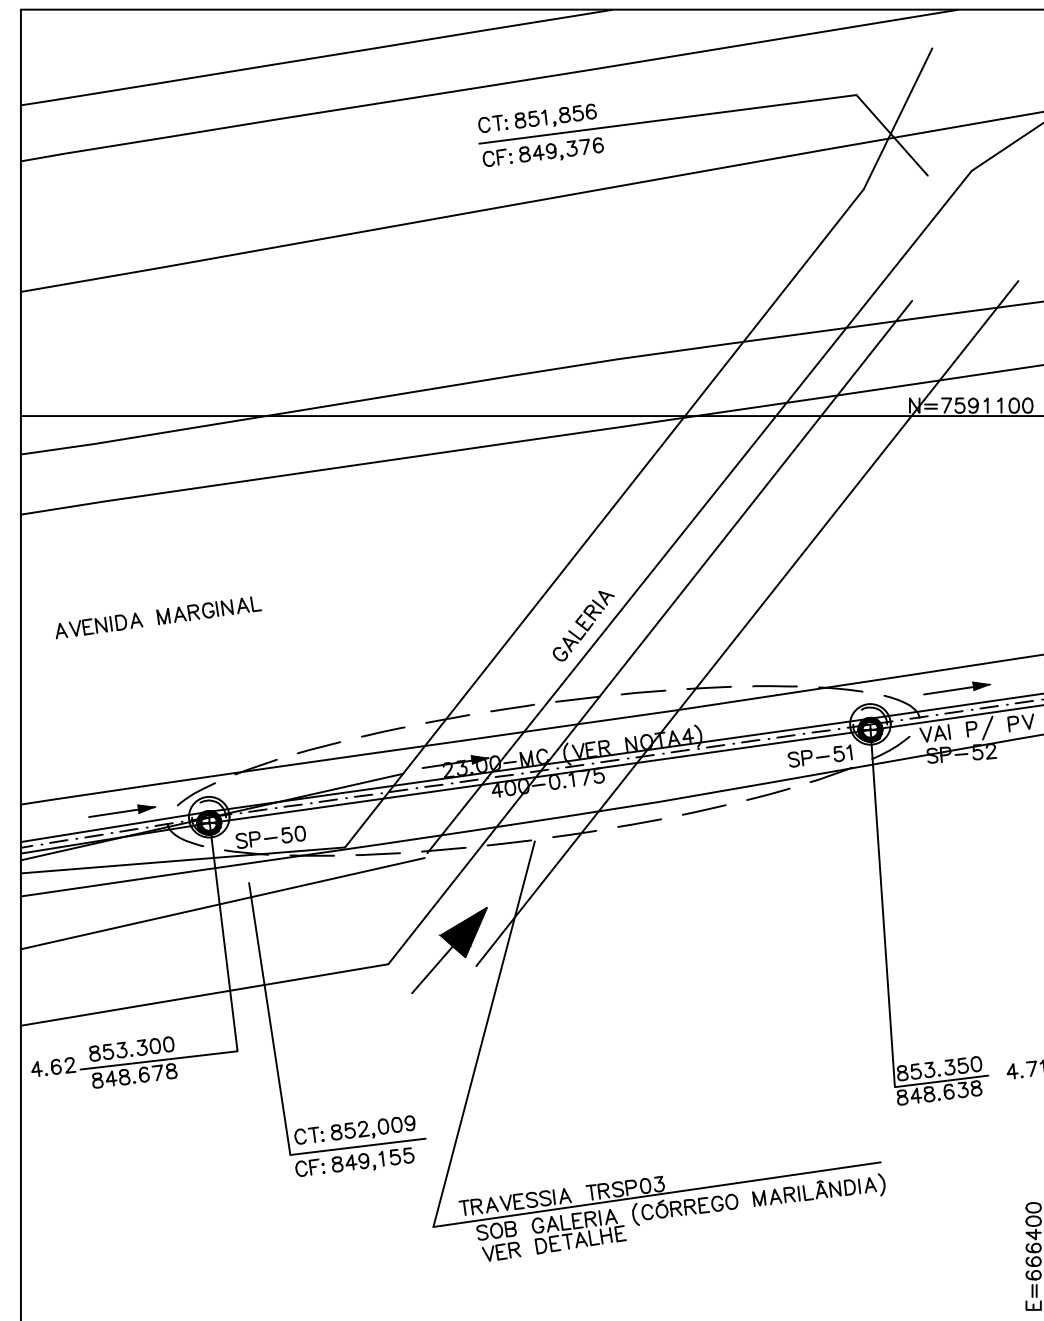 CT: 851,856
CF: 849,376
N=7591100
AVENIDA MARGINAL
GALERIA
23.00-MC (VER NOTA4)
400-0.175
SP-51
VAI P/ PV
SP-52
SP-50
4.62
853.300
848.678
853.350
848.638
4.71
CT: 852,009
CF: 849,155
TRAVESSIA TRSP03
SOB GALERIA (CÓRREGO MARILÂNDIA)
VER DETALHE
E=666400